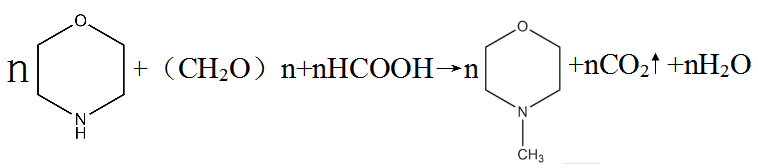 O O
n + （CH₂O） n+nHCOOH→n +nCO₂↑ +nH₂O
N N
H CH₃